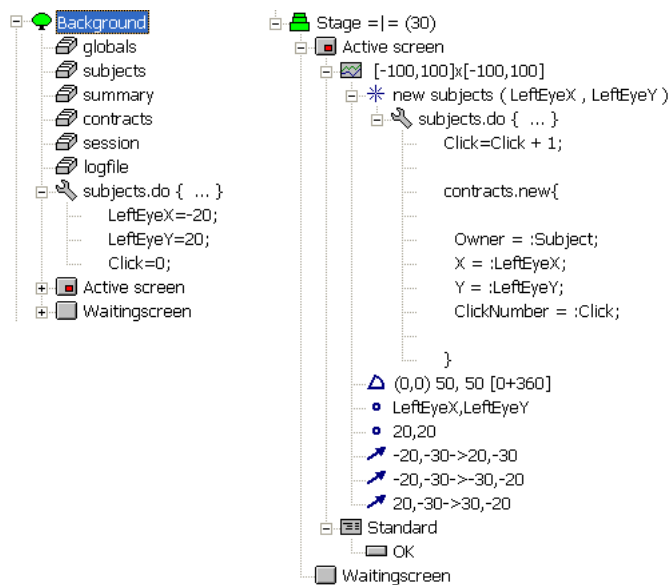 Background
globals
subjects
summary
contracts
session
logfile
subjects.do { ... }
LeftEyeX=-20;
LeftEyeY=20;
Click=0;
Active screen
Waitingscreen
Stage =|= (30)
Active screen
[-100,100]x[-100,100]
new subjects ( LeftEyeX , LeftEyeY )
subjects.do { ... }
Click=Click + 1;
contracts.new{
Owner = :Subject;
X = :LeftEyeX;
Y = :LeftEyeY;
ClickNumber = :Click;
}
(0,0) 50, 50 [0+360]
LeftEyeX,LeftEyeY
20,20
-20,-30->20,-30
-20,-30->-30,-20
20,-30->30,-20
Standard
OK
Waitingscreen